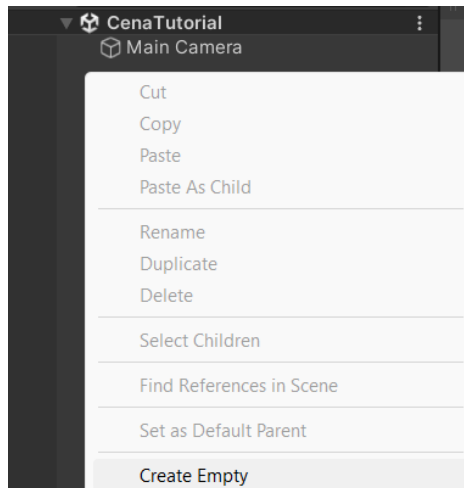 CenaTutorial
Main Camera
Cut
Copy
Paste
Paste As Child
Rename
Duplicate
Delete
Select Children
Find References in Scene
Set as Default Parent
Create Empty